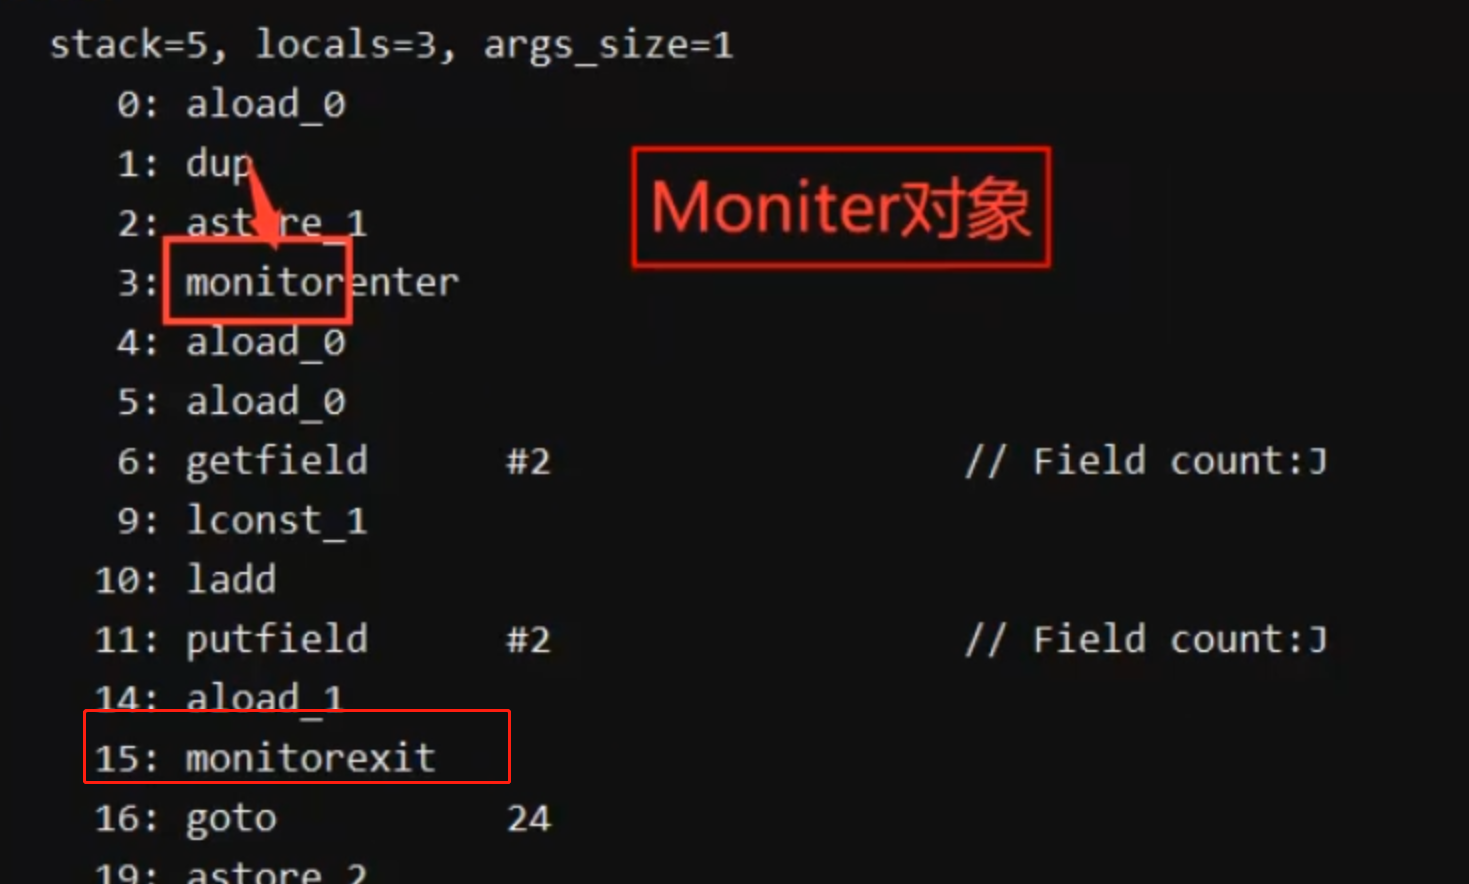 stack=5, locals=3, args_size=1
0: aload_0
1: dup
2: astore_1
Moniter对象
3: monitorenter
4: aload_0
5: aload_0
6: getfield #2 // Field count:J
9: lconst_1
10: ladd
11: putfield #2 // Field count:J
14: aload_1
15: monitorexit
16: goto 24
19: astore_2